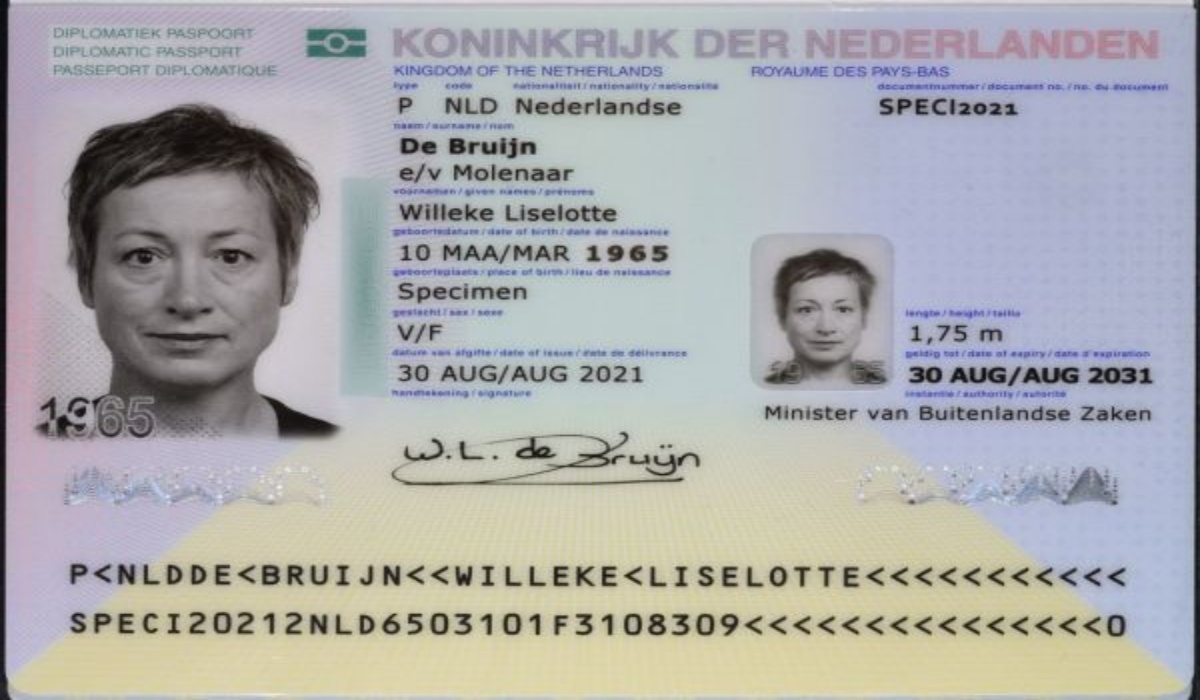 DIPLOMATIEK PASPOORT
DIPLOMATIC PASSPORT
PASSEPORT DIPLOMATIQUE
KONINKRIJK DER NEDERLANDEN
KINGDOM OF THE NETHERLANDS ROYAUME DES PAYS-BAS
type code nationaliteit / nationality / nationalité documentnummer / document no. / no. du document
P NLD Nederlandse SPECI2021
naam / surname / nom
De Bruijn
e/v Molenaar
voornamen / given names / prénoms
Willeke Liselotte
geboortedatum / date of birth / date de naissance
10 MAA/MAR 1965
geboorteplaats / place of birth / lieu de naissance
Specimen
geslacht / sex / sexe
V/F
lengte / height / taille
1,75 m
datum van afgifte / date of issue / date de délivrance
30 AUG/AUG 2021
geldig tot / date of expiry / date d'expiration
30 AUG/AUG 2031
handtekening / signature
instantie / authority / autorité
Minister van Buitenlandse Zaken
W.L. de Bruijn
1965
P<NLDDE<BRUIJN<<WILLEKE<LISELOTTE<<<<<<<<<<<
SPECI20212NLD6503101F3108309<<<<<<<<<<<<<<<0